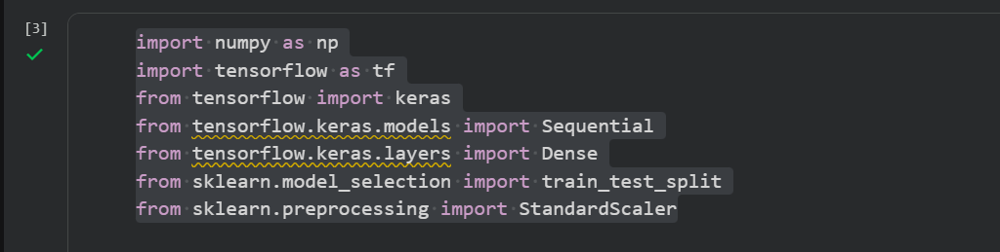 [3]
import numpy as np
import tensorflow as tf
from tensorflow import keras
from tensorflow.keras.models import Sequential
from tensorflow.keras.layers import Dense
from sklearn.model_selection import train_test_split
from sklearn.preprocessing import StandardScaler